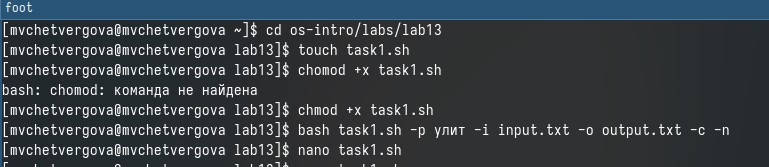 foot
[mvchetvergova@mvchetvergova ~]$ cd os-intro/labs/lab13
[mvchetvergova@mvchetvergova lab13]$ touch task1.sh
[mvchetvergova@mvchetvergova lab13]$ chomod +x task1.sh
bash: chomod: команда не найдена
[mvchetvergova@mvchetvergova lab13]$ chmod +x task1.sh
[mvchetvergova@mvchetvergova lab13]$ bash task1.sh -p улит -i input.txt -o output.txt -c -n
[mvchetvergova@mvchetvergova lab13]$ nano task1.sh